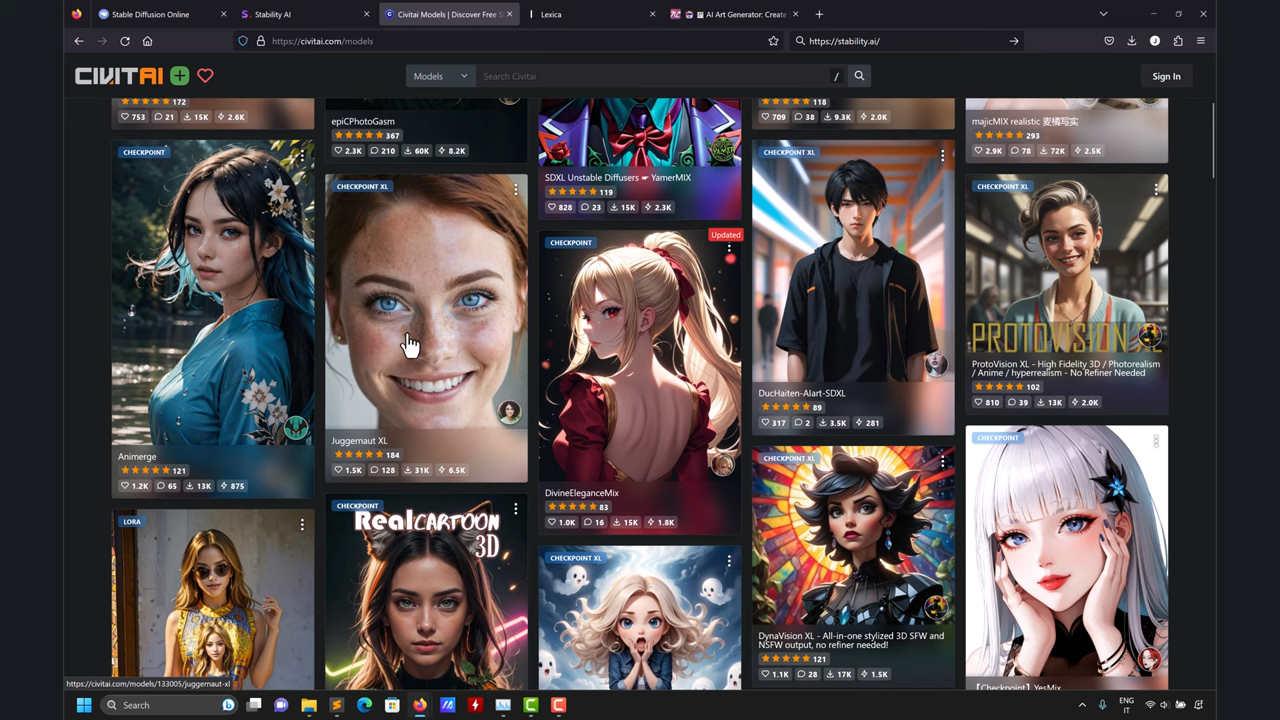 Stable Diffusion Online
Stability AI
Civitai Models | Discover Free S
Lexica
AI Art Generator: Create
https://civitai.com/models
https://stability.ai/
CIVITAI
Models
Search Civitai
/
Sign In
172
753 21 15K 2.6K
epiCPhotoGasm
367
2.3K 210 60K 8.2K
SDXL Unstable Diffusers ☛ YamerMIX
119
828 23 15K 2.3K
118
709 38 9.3K 2.0K
majicMIX realistic 麦橘写实
293
2.9K 78 72K 2.5K
CHECKPOINT
Animerge
121
1.2K 65 13K 875
CHECKPOINT XL
Juggernaut XL
184
1.5K 128 31K 6.5K
Updated
CHECKPOINT
DivineEleganceMix
83
1.0K 16 15K 1.8K
CHECKPOINT XL
DucHaiten-AIart-SDXL
89
317 2 3.5K 281
CHECKPOINT XL
PROTOVISION XL
ProtoVision XL - High Fidelity 3D / Photorealism
/ Anime / hyperrealism - No Refiner Needed
102
810 39 13K 2.0K
LORA
CHECKPOINT
RealCARTOON
3D
CHECKPOINT XL
CHECKPOINT XL
DynaVision XL - All-in-one stylized 3D SFW and
NSFW output, no refiner needed!
121
1.1K 28 17K 1.5K
CHECKPOINT
【Checkpoint】YesMix
https://civitai.com/models/133005/juggernaut-xl
Search
ENG
IT